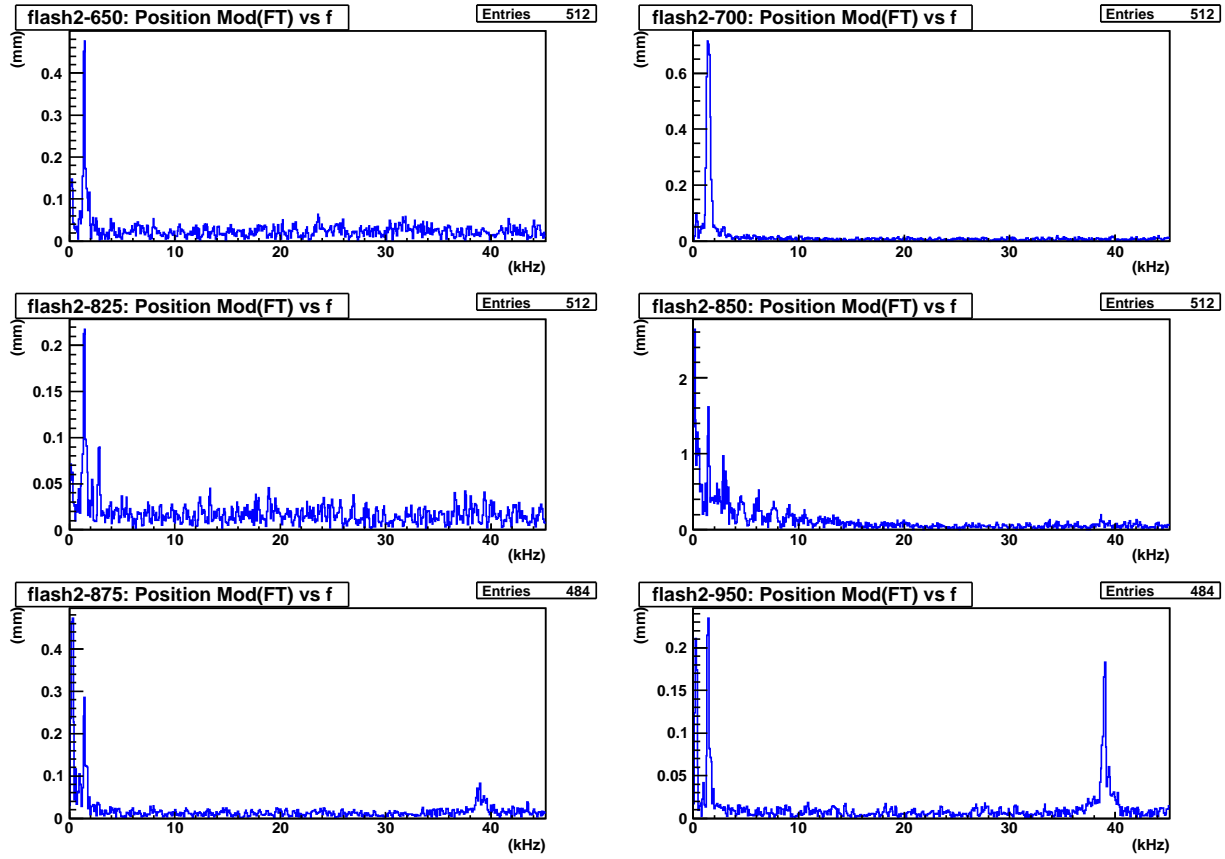 flash2-650: Position Mod(FT) vs f
Entries 512
(mm)
0.4
0.3
0.2
0.1
0
0 10 20 30 40
(kHz)
flash2-700: Position Mod(FT) vs f
Entries 512
(mm)
0.6
0.4
0.2
0
0 10 20 30 40
(kHz)
flash2-825: Position Mod(FT) vs f
Entries 512
(mm)
0.2
0.15
0.1
0.05
0
0 10 20 30 40
(kHz)
flash2-850: Position Mod(FT) vs f
Entries 512
(mm)
2
1
0
0 10 20 30 40
(kHz)
flash2-875: Position Mod(FT) vs f
Entries 484
(mm)
0.4
0.3
0.2
0.1
0
0 10 20 30 40
(kHz)
flash2-950: Position Mod(FT) vs f
Entries 484
(mm)
0.2
0.15
0.1
0.05
0
0 10 20 30 40
(kHz)